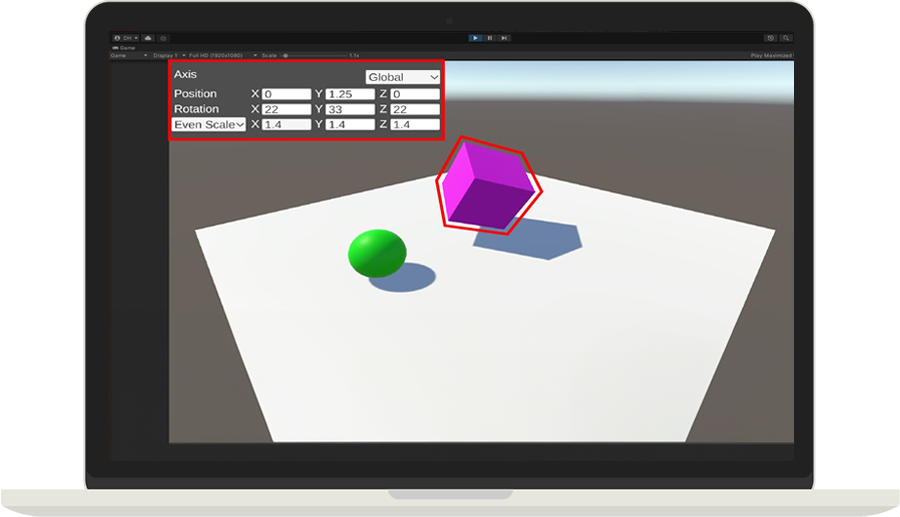 DH
Game
Game Display 1 Full HD (1920x1080) Scale 1.1x Play Maximized
Axis Global
Position X 0 Y 1.25 Z 0
Rotation X 22 Y 33 Z 22
Even Scale X 1.4 Y 1.4 Z 1.4